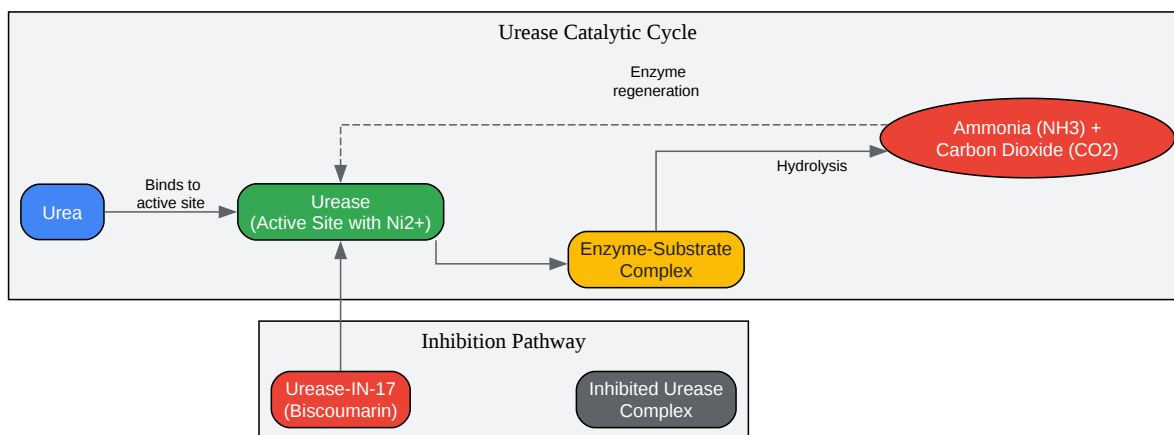 Urease Catalytic Cycle
Enzyme
regeneration
Ammonia (NH3) +
Carbon Dioxide (CO2)
Hydrolysis
Binds to
active site
Urea
Urease
(Active Site with Ni2+)
Enzyme-Substrate
Complex
Inhibition Pathway
Urease-IN-17
(Biscoumarin)
Inhibited Urease
Complex